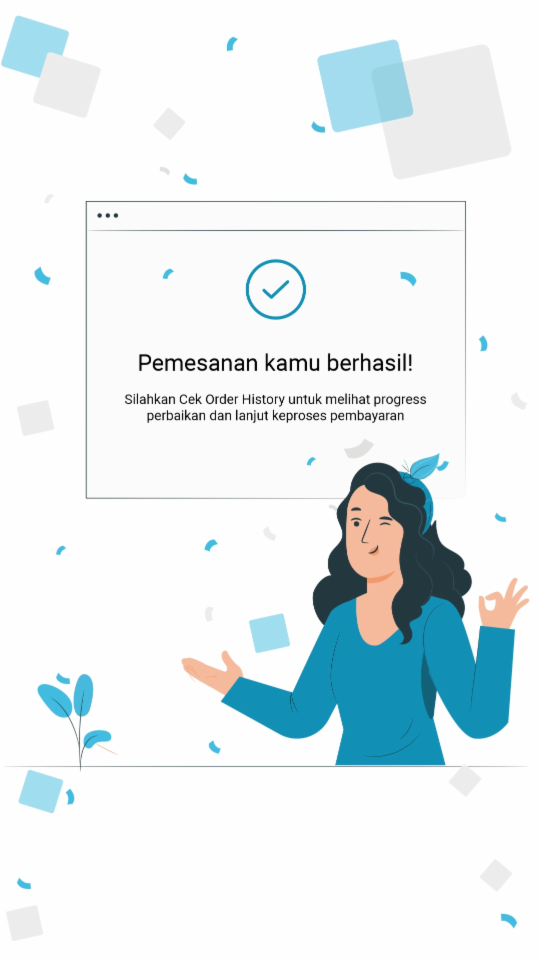 Pemesanan kamu berhasil!
Silahkan Cek Order History untuk melihat progress
perbaikan dan lanjut keproses pembayaran